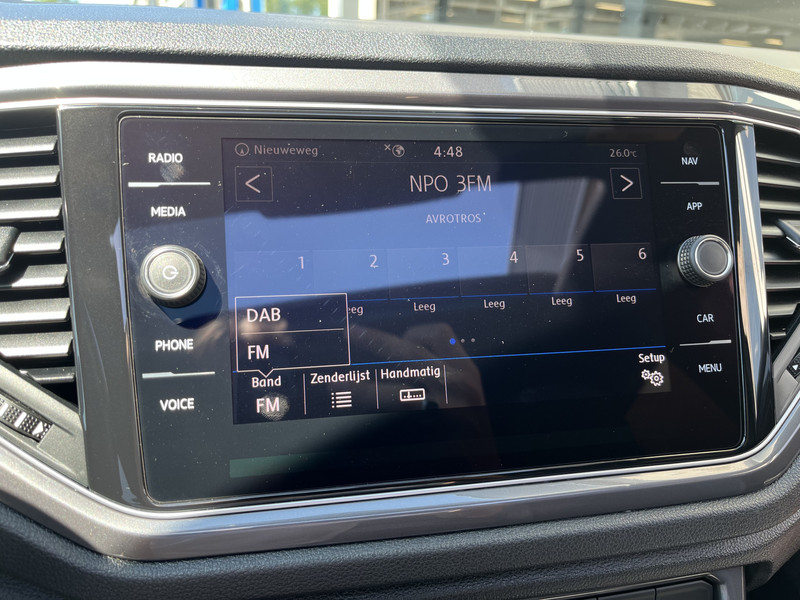 RADIO
MEDIA
PHONE
VOICE
Nieuweweg
4:48
26.0°C
NPO 3FM
AVROTROS*
1 2 3 4 5 6
Leeg Leeg Leeg Leeg Leeg
DAB
FM
Band
FM
Zenderlijst
Handmatig
Setup
NAV
APP
CAR
MENU